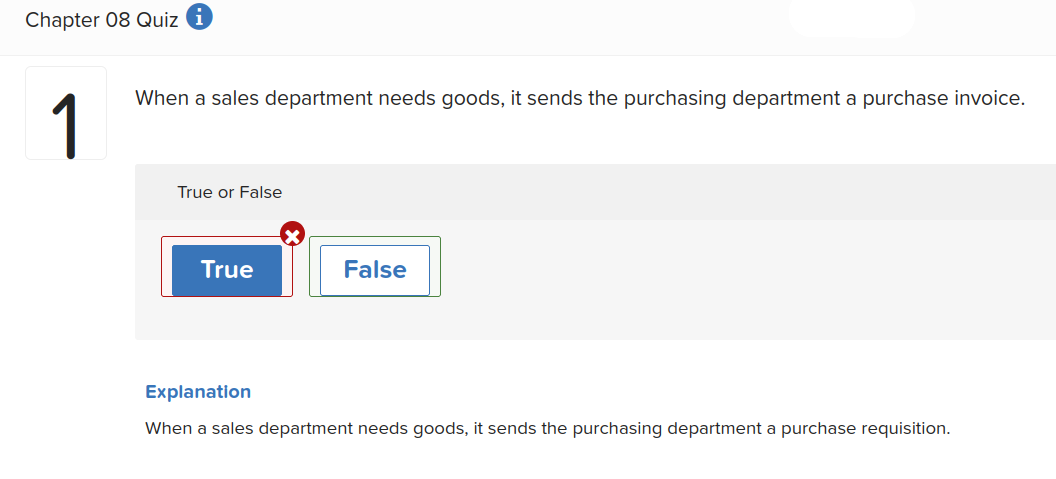 Chapter 08 Quiz i
1
When a sales department needs goods, it sends the purchasing department a purchase invoice.
True or False
True
False
Explanation
When a sales department needs goods, it sends the purchasing department a purchase requisition.